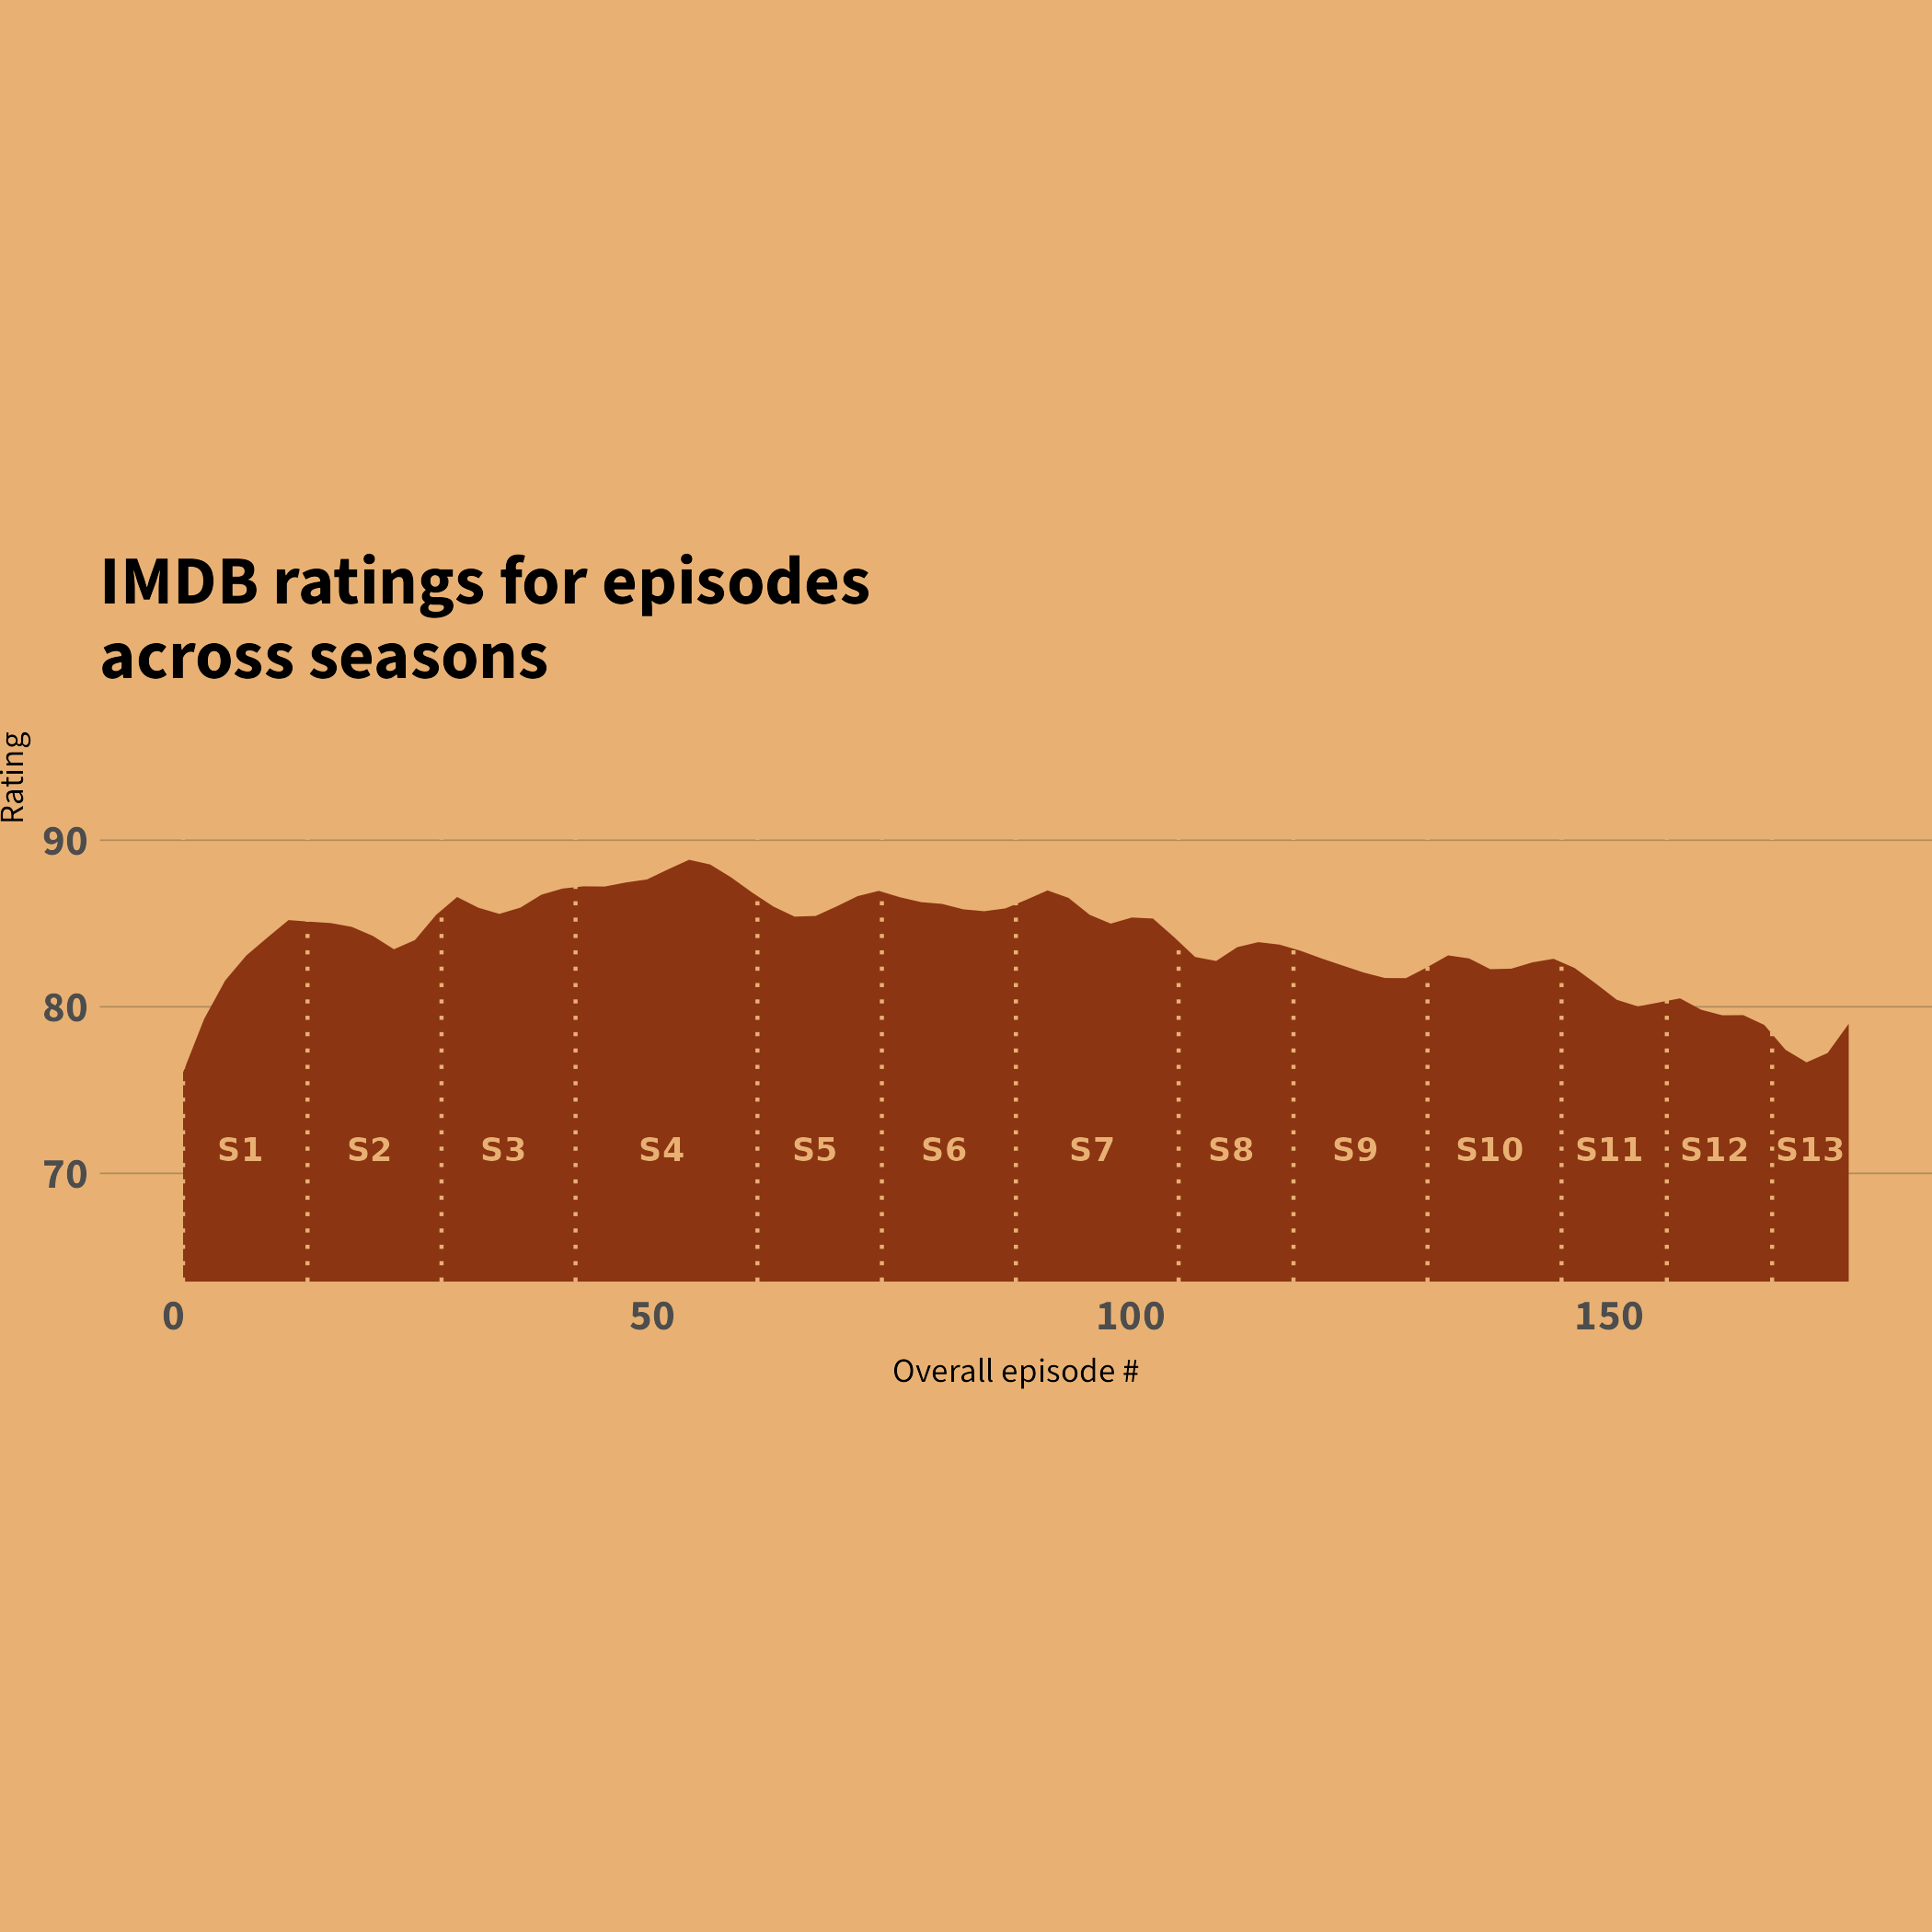 IMDB ratings for episodes
across seasons
Rating
90
80
70
S1 S2 S3 S4 S5 S6 S7 S8 S9 S10 S11 S12 S13
0 50 100 150
Overall episode #